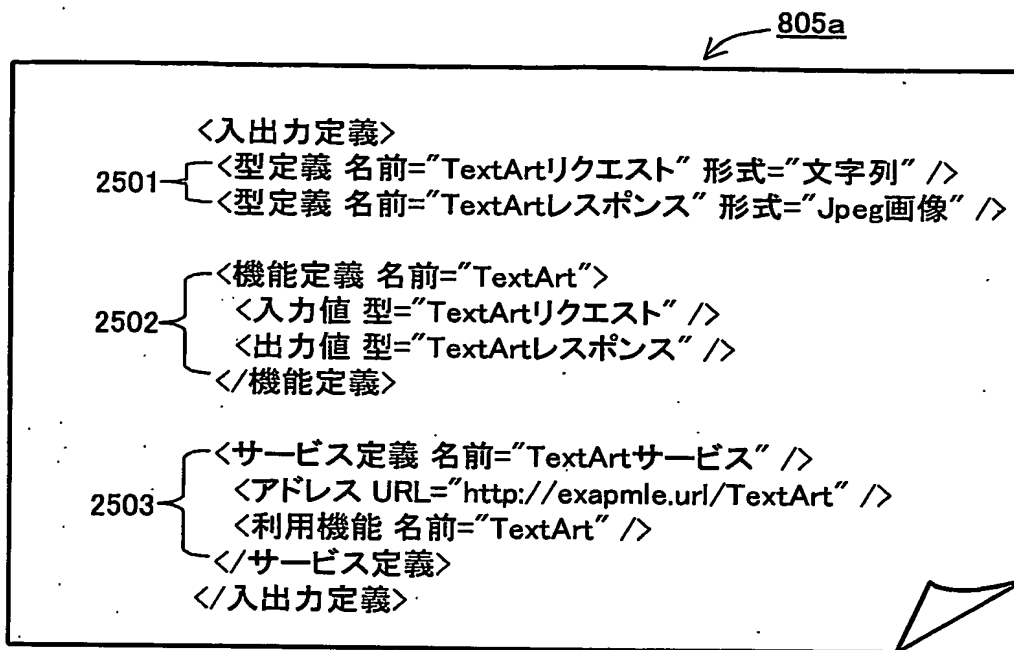 805a
<入出力定義>
<型定義 名前="TextArtリクエスト" 形式="文字列" />
2501
<型定義 名前="TextArtレスポンス" 形式="Jpeg画像" />
<機能定義 名前="TextArt">
<入力値 型="TextArtリクエスト" />
2502
<出力値 型="TextArtレスポンス" />
</機能定義>
<サービス定義 名前="TextArtサービス" />
<アドレス URL="http://exapmle.url/TextArt" />
2503
<利用機能 名前="TextArt" />
</サービス定義>
</入出力定義>